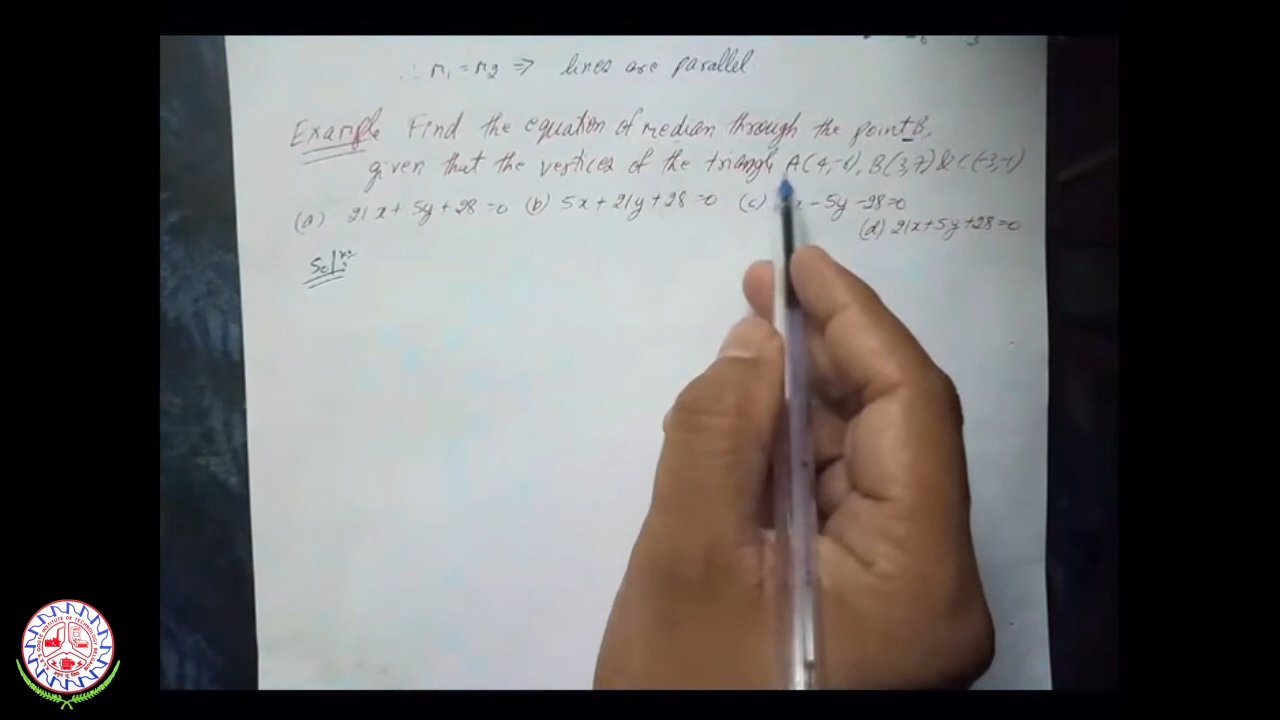 ∴ m₁ = m₂ ⇒ lines are parallel
Example Find the equation of median through the point B,
given that the vertices of the triangle A(4,-6), B(3,7) & C(-3,-1)
(a) 21x + 5y + 28 = 0 (b) 5x + 21y + 28 = 0 (c) x - 5y - 28 = 0
(d) 21x + 5y + 28 = 0
Solⁿ: